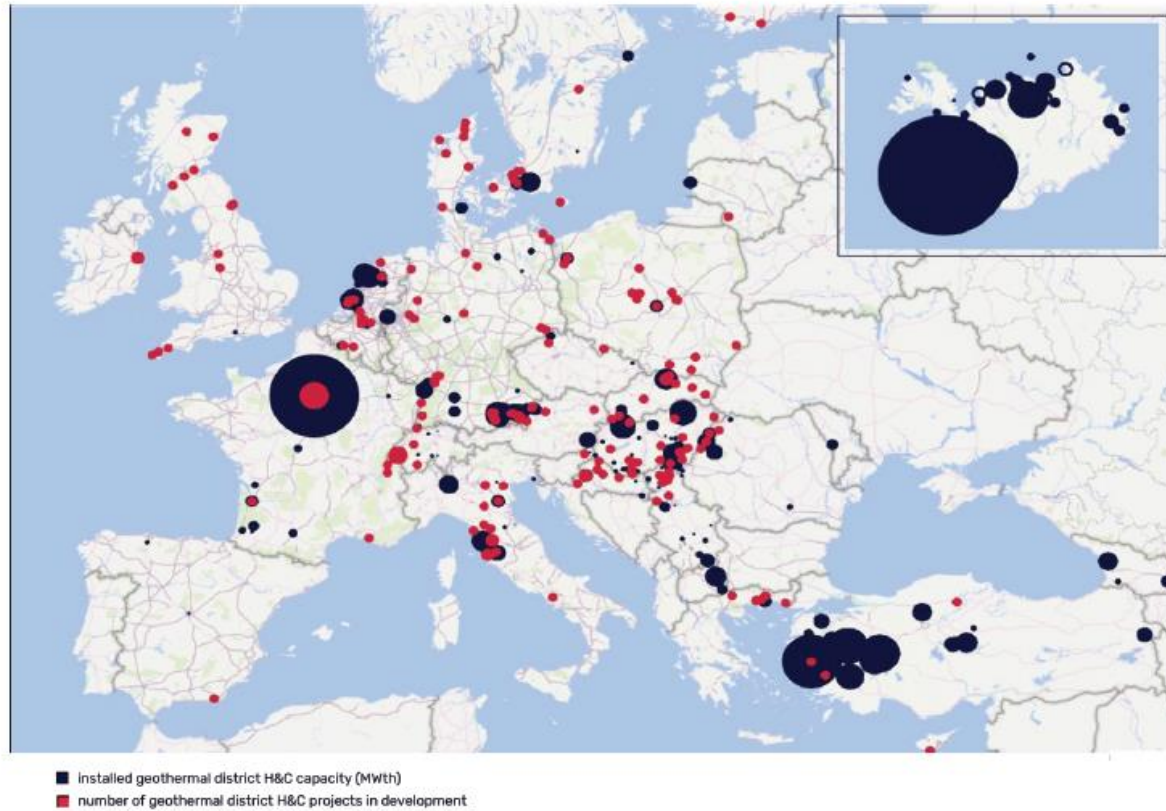 installed geothermal district H&C capacity (MWth)
number of geothermal district H&C projects in development